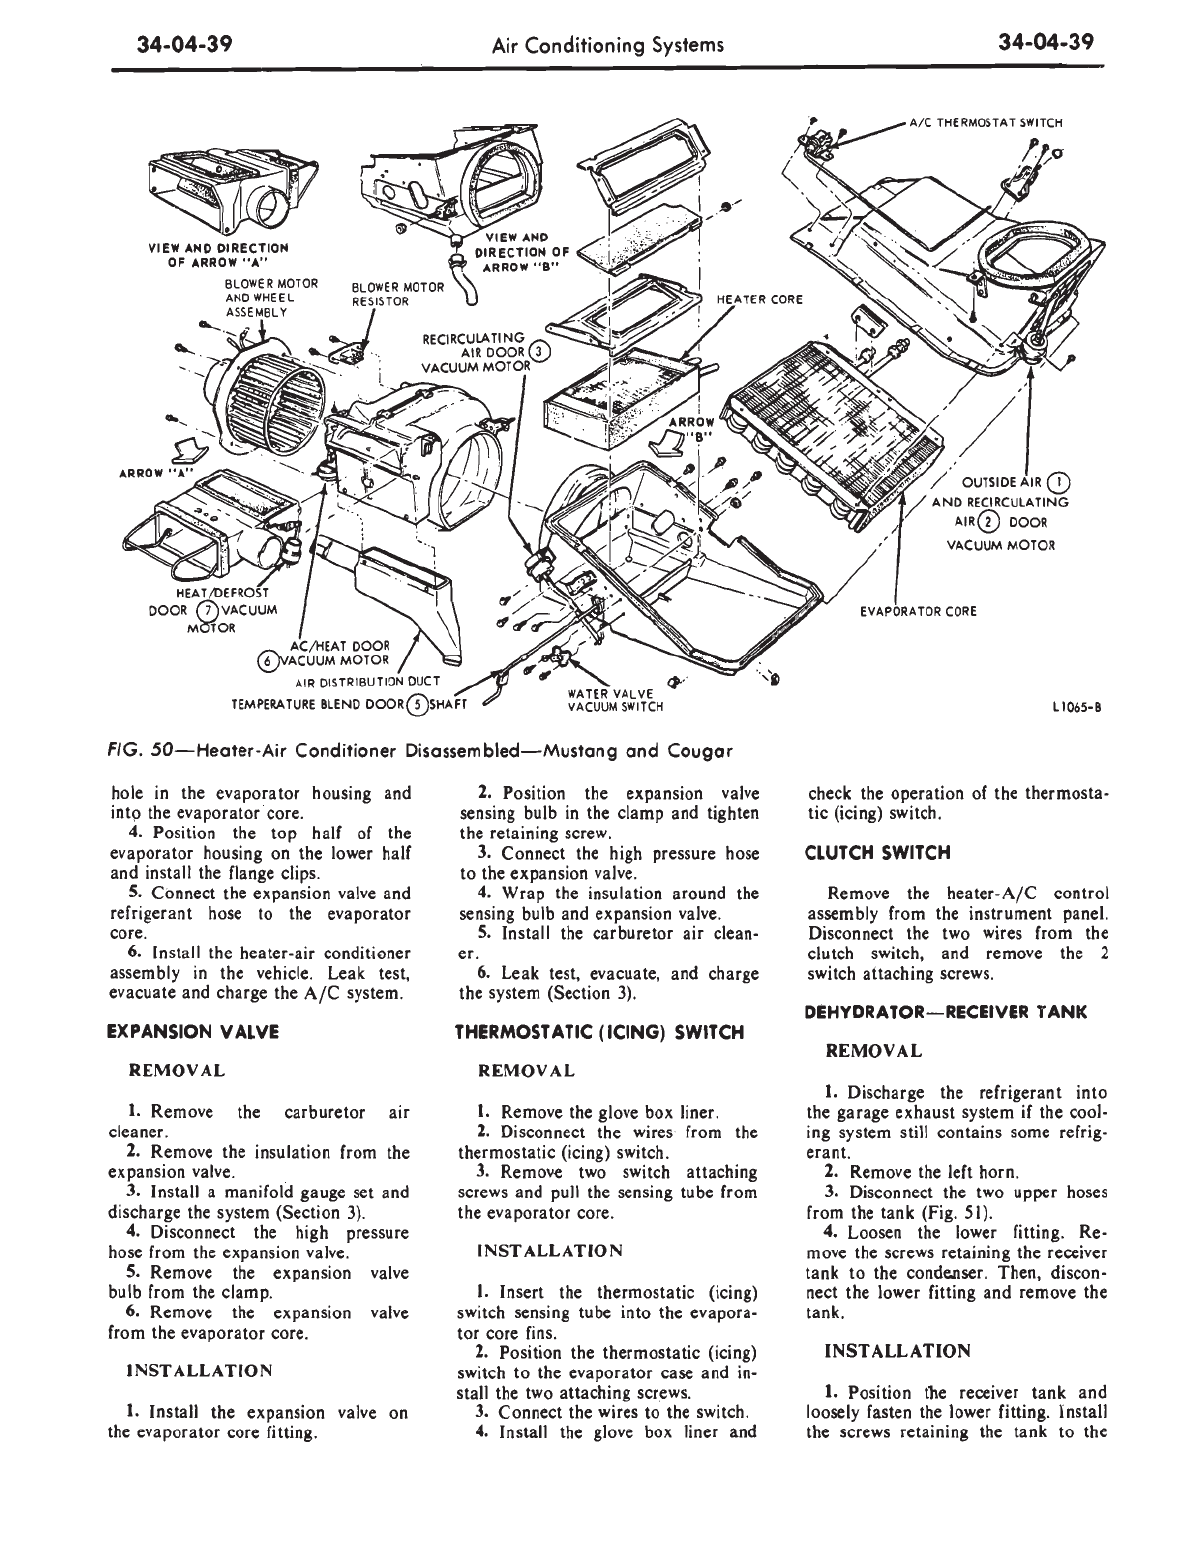 34-04-39
Air Conditioning Systems
34-04-39
A/C THERMOSTAT SWITCH
VIEW AND DIRECTION
OF ARROW "A"
VIEW AND
DIRECTION OF
ARROW "B"
BLOWER MOTOR
AND WHEEL
ASSEMBLY
BLOWER MOTOR
RESISTOR
RECIRCULATING
AIR DOOR 3
VACUUM MOTOR
HEATER CORE
ARROW
"B"
ARROW "A"
OUTSIDE AIR 1
AND RECIRCULATING
AIR 2 DOOR
VACUUM MOTOR
HEAT/DEFROST
DOOR 7 VACUUM
MOTOR
EVAPORATOR CORE
AC/HEAT DOOR
6 VACUUM MOTOR
AIR DISTRIBUTION DUCT
TEMPERATURE BLEND DOOR 5 SHAFT
WATER VALVE
VACUUM SWITCH
L1065-B
FIG. 50—Heater-Air Conditioner Disassembled—Mustang and Cougar
hole in the evaporator housing and
into the evaporator core.
4. Position the top half of the
evaporator housing on the lower half
and install the flange clips.
5. Connect the expansion valve and
refrigerant hose to the evaporator
core.
6. Install the heater-air conditioner
assembly in the vehicle. Leak test,
evacuate and charge the A/C system.
EXPANSION VALVE
REMOVAL
1. Remove the carburetor air
cleaner.
2. Remove the insulation from the
expansion valve.
3. Install a manifold gauge set and
discharge the system (Section 3).
4. Disconnect the high pressure
hose from the expansion valve.
5. Remove the expansion valve
bulb from the clamp.
6. Remove the expansion valve
from the evaporator core.
INSTALLATION
1. Install the expansion valve on
the evaporator core fitting.
2. Position the expansion valve
sensing bulb in the clamp and tighten
the retaining screw.
3. Connect the high pressure hose
to the expansion valve.
4. Wrap the insulation around the
sensing bulb and expansion valve.
5. Install the carburetor air clean-
er.
6. Leak test, evacuate, and charge
the system (Section 3).
THERMOSTATIC (ICING) SWITCH
REMOVAL
1. Remove the glove box liner.
2. Disconnect the wires from the
thermostatic (icing) switch.
3. Remove two switch attaching
screws and pull the sensing tube from
the evaporator core.
INSTALLATION
1. Insert the thermostatic (icing)
switch sensing tube into the evapora-
tor core fins.
2. Position the thermostatic (icing)
switch to the evaporator case and in-
stall the two attaching screws.
3. Connect the wires to the switch.
4. Install the glove box liner and
check the operation of the thermosta-
tic (icing) switch.
CLUTCH SWITCH
Remove the heater-A/C control
assembly from the instrument panel.
Disconnect the two wires from the
clutch switch, and remove the 2
switch attaching screws.
DEHYDRATOR—RECEIVER TANK
REMOVAL
1. Discharge the refrigerant into
the garage exhaust system if the cool-
ing system still contains some refrig-
erant.
2. Remove the left horn.
3. Disconnect the two upper hoses
from the tank (Fig. 51).
4. Loosen the lower fitting. Re-
move the screws retaining the receiver
tank to the condenser. Then, discon-
nect the lower fitting and remove the
tank.
INSTALLATION
1. Position the receiver tank and
loosely fasten the lower fitting. Install
the screws retaining the tank to the